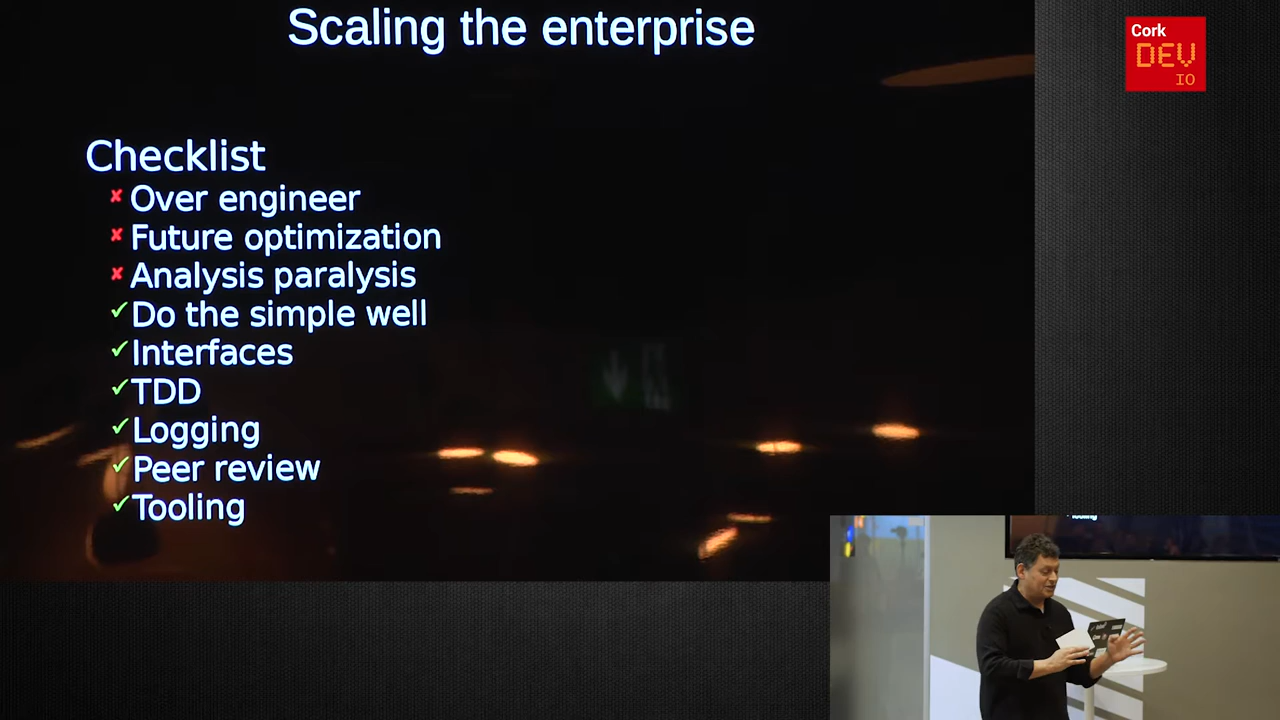 Scaling the enterprise
Cork
DEV
IO
Checklist
✘ Over engineer
✘ Future optimization
✘ Analysis paralysis
✓ Do the simple well
✓ Interfaces
✓ TDD
✓ Logging
✓ Peer review
✓ Tooling
Tooling